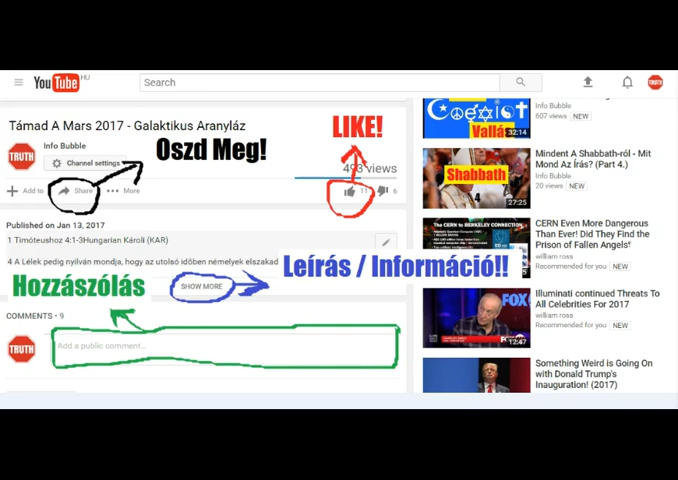 YouTube HU
Search
Támad A Mars 2017 - Galaktikus Aranyláz
TRUTH
Info Bubble
Channel settings
Oszd Meg!
LIKE!
493 views
Add to
Share
More
11
6
Published on Jan 13, 2017
1 Timóteushoz 4:1-3Hungarian Károli (KAR)
4 A Lélek pedig nyilván mondja, hogy az utolsó időben némelyek elszakad
Leírás / Információ!!
Hozzászólás
SHOW MORE
COMMENTS • 9
TRUTH
Add a public comment...
TRUTH
Coexist
Vallá
32:14
Info Bubble
607 views NEW
Shabbath
4
27:25
Mindent A Shabbath-ról - Mit
Mond Az Írás? (Part 4.)
Info Bubble
20 views NEW
The CERN to BERKELEY CONNECTION
CERN Even More Dangerous
Than Ever! Did They Find the
Prison of Fallen Angels†
william ross
Recommended for you NEW
FOX
12:47
Illuminati continued Threats To
All Celebrities For 2017
william ross
Recommended for you NEW
Something Weird is Going On
with Donald Trump's
Inauguration! (2017)